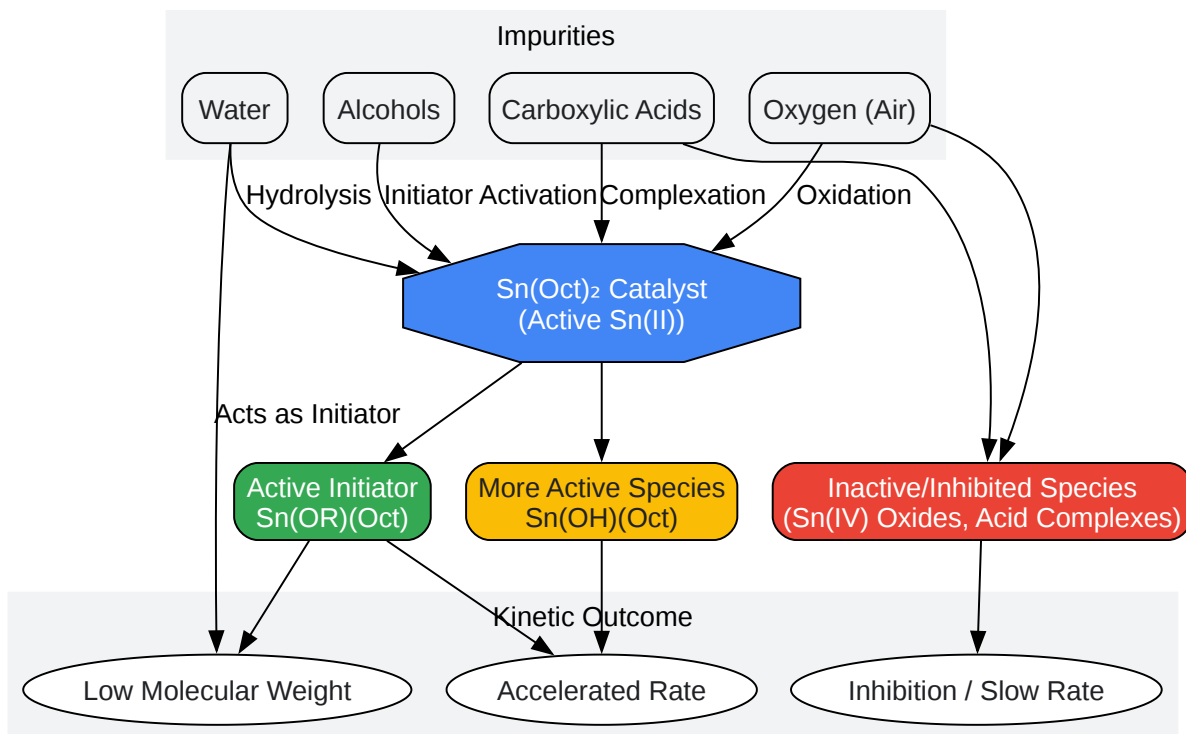 Impurities
Water
Alcohols
Carboxylic Acids
Oxygen (Air)
Hydrolysis
Initiator Activation
Complexation
Oxidation
Sn(Oct)₂ Catalyst
(Active Sn(II))
Acts as Initiator
Active Initiator
Sn(OR)(Oct)
More Active Species
Sn(OH)(Oct)
Inactive/Inhibited Species
(Sn(IV) Oxides, Acid Complexes)
Kinetic Outcome
Low Molecular Weight
Accelerated Rate
Inhibition / Slow Rate